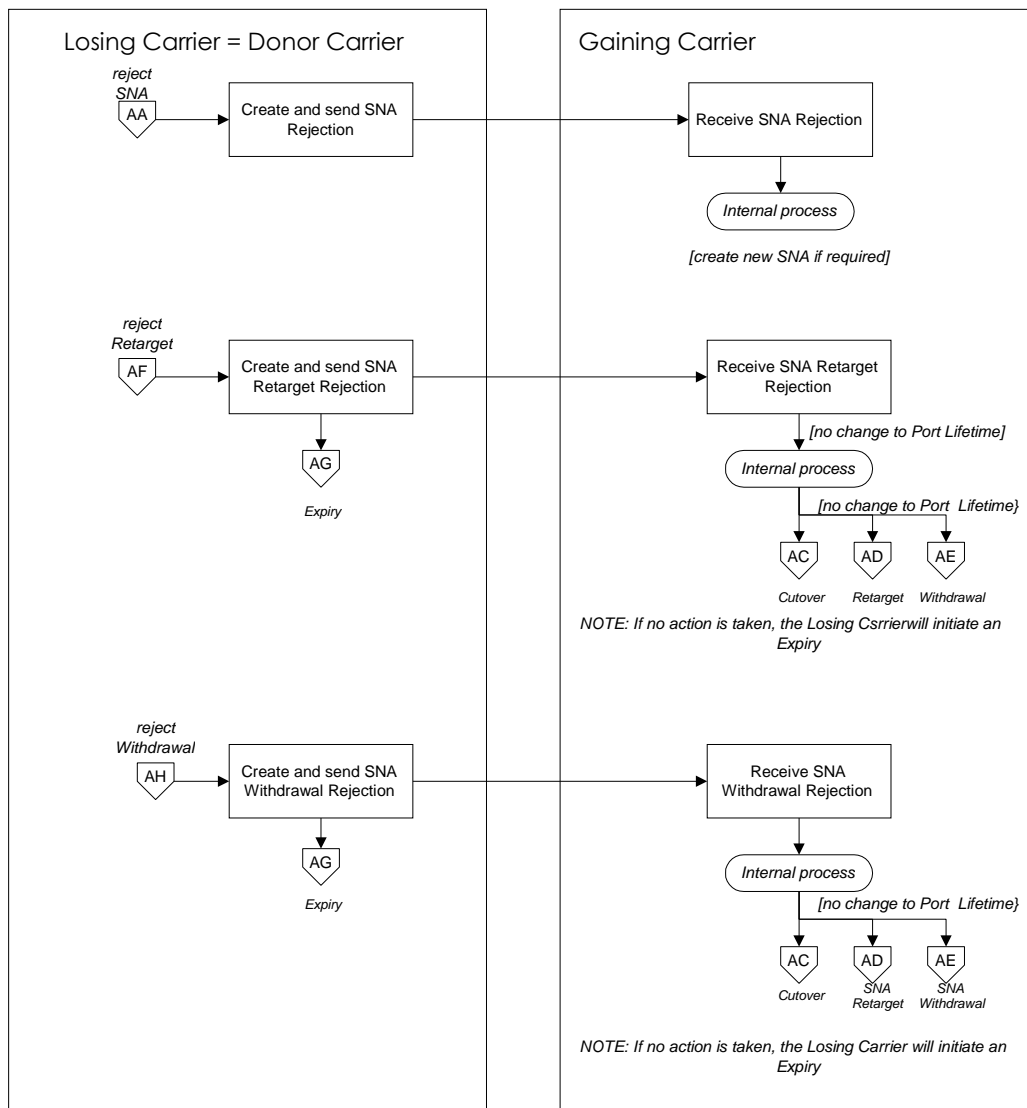 Losing Carrier = Donor Carrier
Gaining Carrier
reject
SNA
AA
Create and send SNA
Rejection
Receive SNA Rejection
Internal process
[create new SNA if required]
reject
Retarget
AF
Create and send SNA
Retarget Rejection
Receive SNA Retarget
Rejection
AG
Expiry
[no change to Port Lifetime]
Internal process
[no change to Port Lifetime}
AC
AD
AE
Cutover
Retarget
Withdrawal
NOTE: If no action is taken, the Losing Csrrierwill initiate an
Expiry
reject
Withdrawal
AH
Create and send SNA
Withdrawal Rejection
Receive SNA
Withdrawal Rejection
AG
Expiry
Internal process
[no change to Port Lifetime}
AC
AD
AE
Cutover
SNA
Retarget
SNA
Withdrawal
NOTE: If no action is taken, the Losing Carrier will initiate an
Expiry